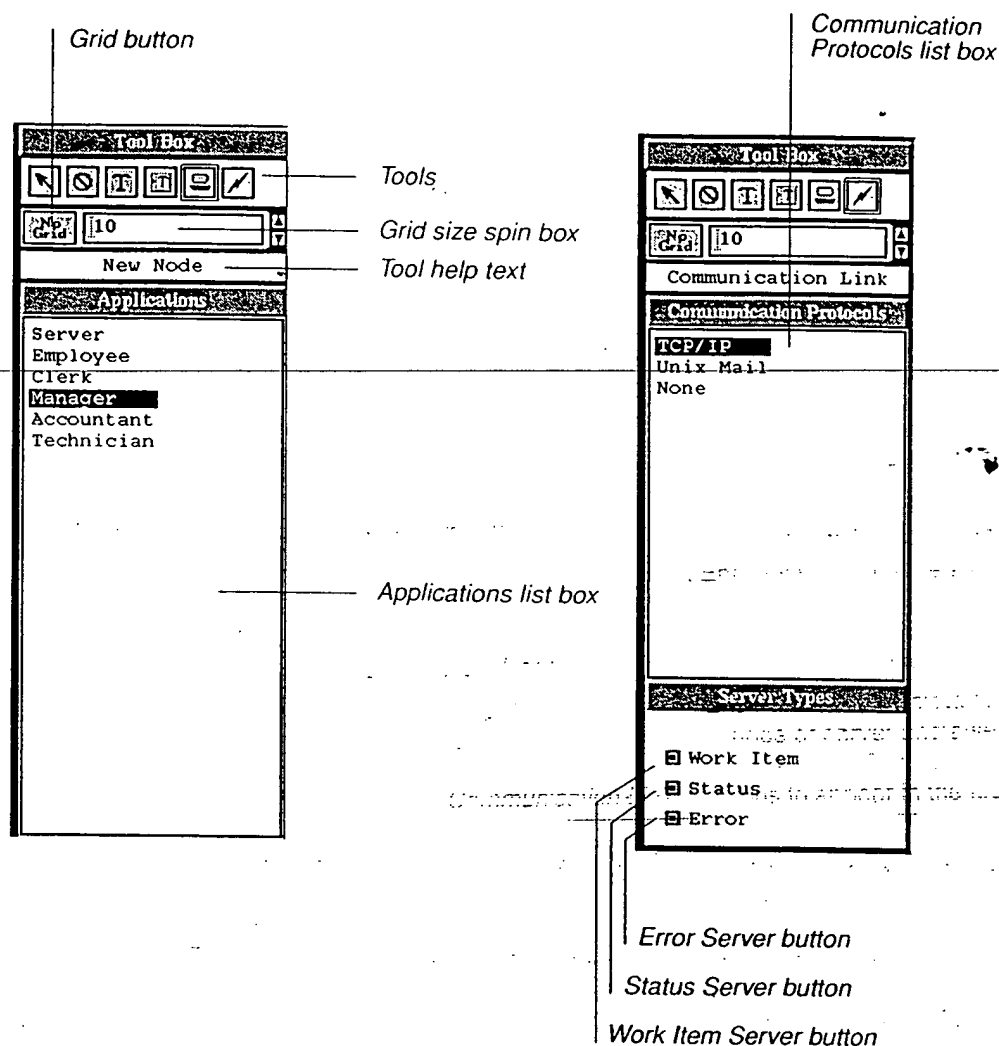 Grid button
Communication
Protocols list box
Tool Box
T
T
No
Grid
10
New Node
Applications
Server
Employee
Clerk
Manager
Accountant
Technician
Tools
Grid size spin box
Tool help text
Applications list box
Tool Box
T
T
No
Grid
10
Communication Link
Communication Protocols
TCP/IP
Unix Mail
None
Server Types
Work Item
Status
Error
Error Server button
Status Server button
Work Item Server button